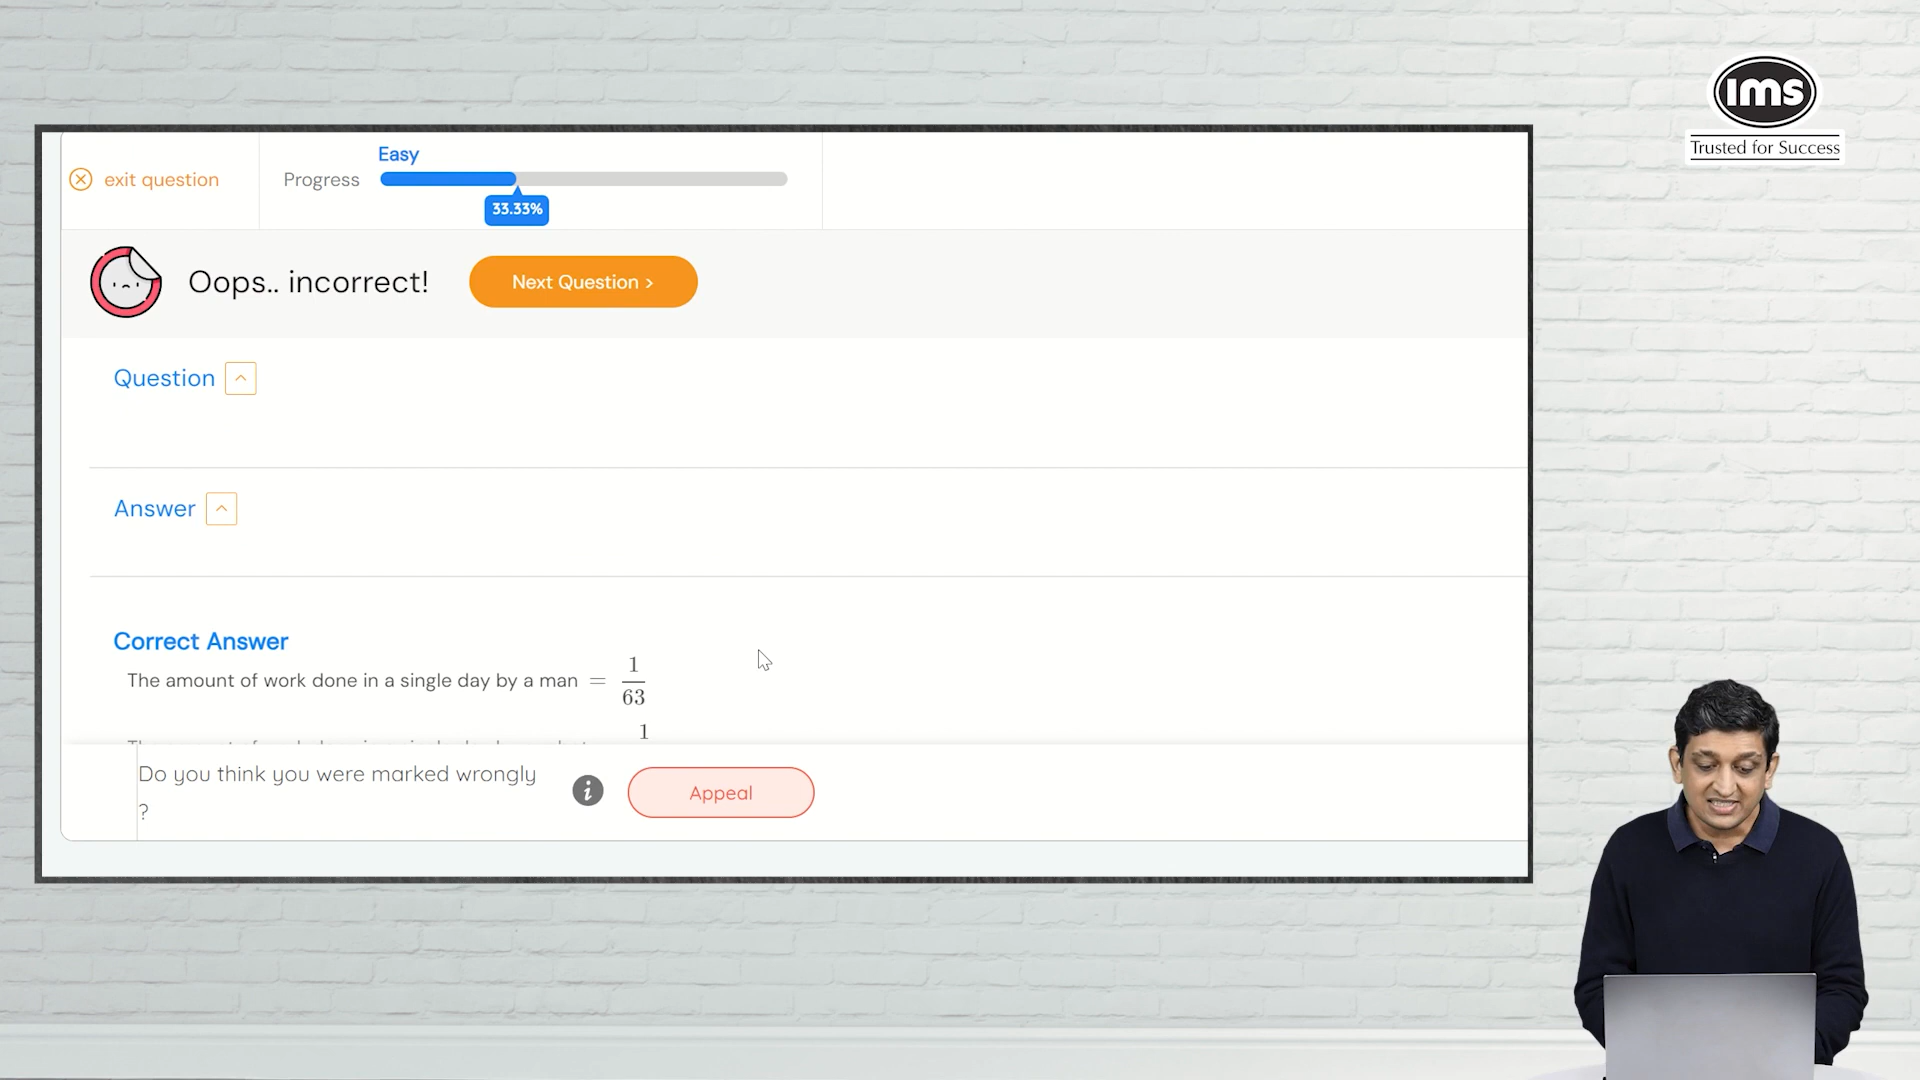 ims
Trusted for Success
Easy
exit question
Progress
33.33%
Oops.. incorrect!
Next Question >
Question
Answer
Correct Answer
The amount of work done in a single day by a man = 1/63
1
Do you think you were marked wrongly
?
i
Appeal